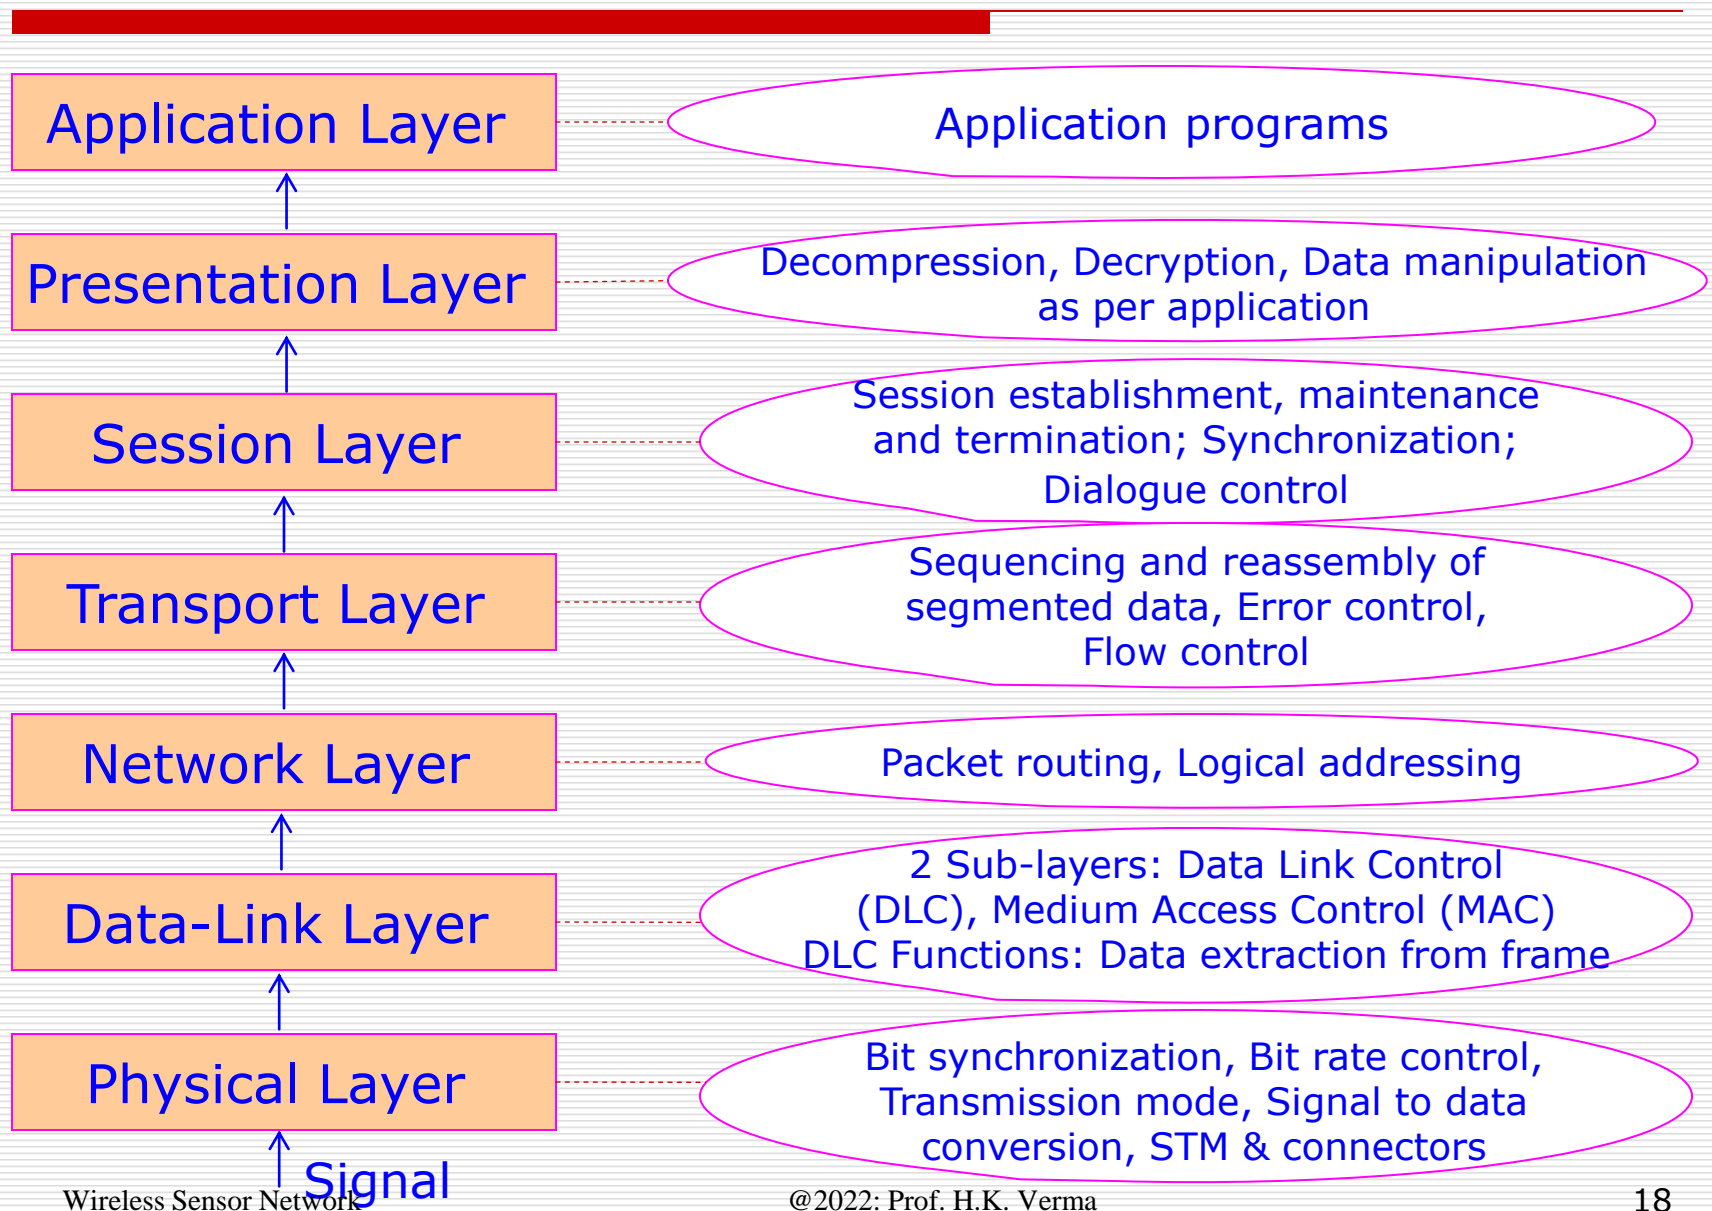 Application Layer
Application programs
Presentation Layer
Decompression, Decryption, Data manipulation
as per application
Session Layer
Session establishment, maintenance
and termination; Synchronization;
Dialogue control
Transport Layer
Sequencing and reassembly of
segmented data, Error control,
Flow control
Network Layer
Packet routing, Logical addressing
Data-Link Layer
2 Sub-layers: Data Link Control
(DLC), Medium Access Control (MAC)
DLC Functions: Data extraction from frame
Physical Layer
Bit synchronization, Bit rate control,
Transmission mode, Signal to data
conversion, STM & connectors
Signal
Wireless Sensor Network
@2022: Prof. H.K. Verma
18